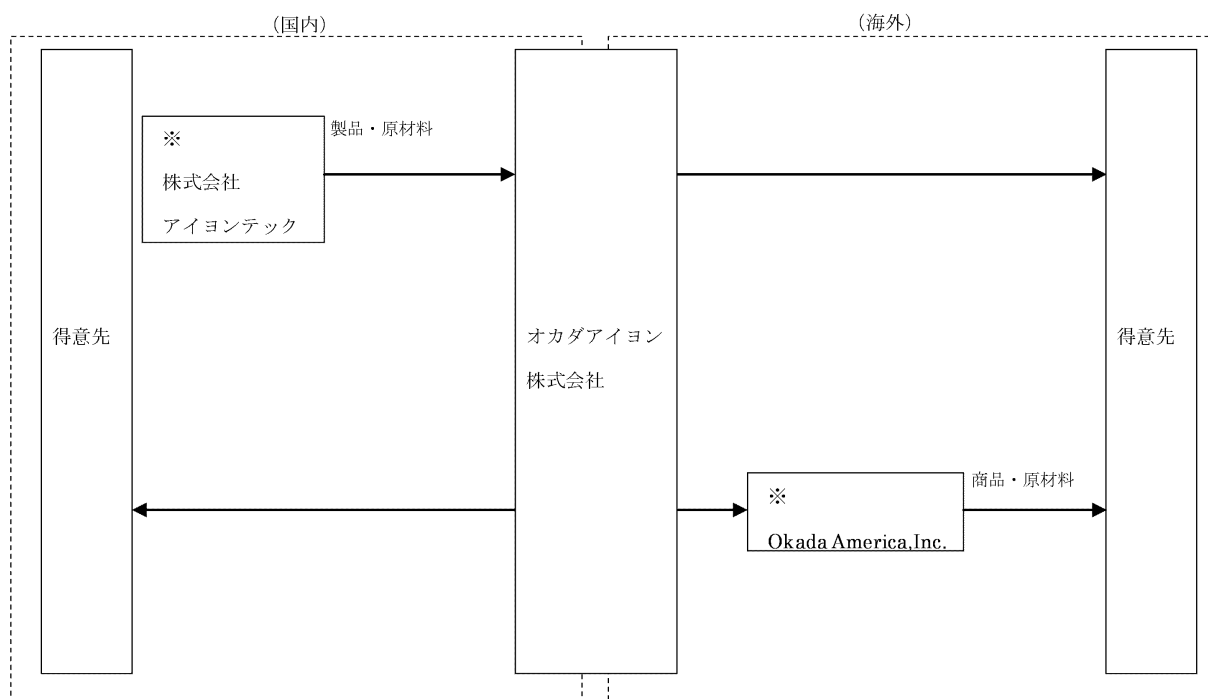 (国内)
(海外)
※
株式会社
アイヨンテック
製品・原材料
得意先
オカダアイヨン
株式会社
得意先
※
Okada America,Inc.
商品・原材料